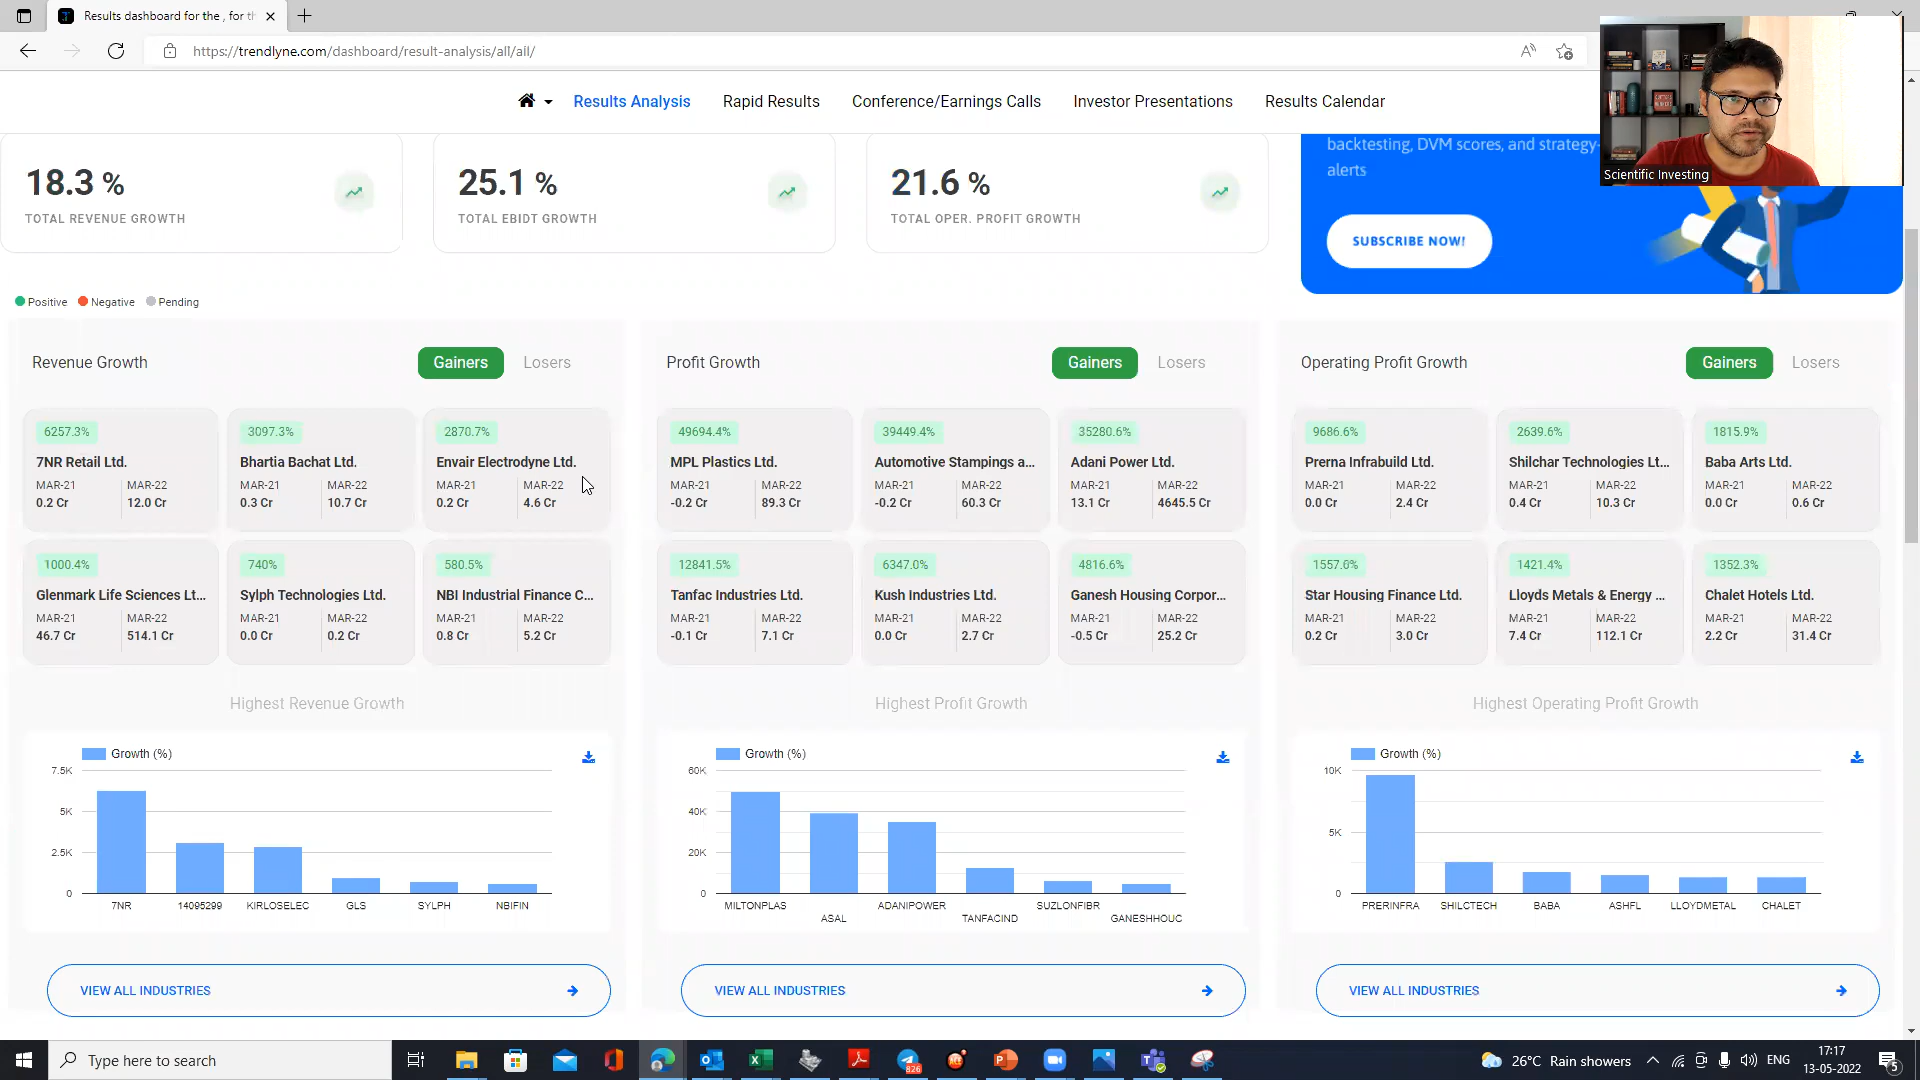 Results dashboard for the , for th
https://trendlyne.com/dashboard/result-analysis/all/all/
Results Analysis
Rapid Results
Conference/Earnings Calls
Investor Presentations
Results Calendar
18.3 %
TOTAL REVENUE GROWTH
25.1 %
TOTAL EBIDT GROWTH
21.6 %
TOTAL OPER. PROFIT GROWTH
backtesting, DVM scores, and strategy-
alerts
SUBSCRIBE NOW!
Scientific Investing
Positive Negative Pending
Revenue Growth
Gainers
Losers
6257.3%
7NR Retail Ltd.
MAR-21 MAR-22
0.2 Cr 12.0 Cr
3097.3%
Bhartia Bachat Ltd.
MAR-21 MAR-22
0.3 Cr 10.7 Cr
2870.7%
Envair Electrodyne Ltd.
MAR-21 MAR-22
0.2 Cr 4.6 Cr
1000.4%
Glenmark Life Sciences Lt...
MAR-21 MAR-22
46.7 Cr 514.1 Cr
740%
Sylph Technologies Ltd.
MAR-21 MAR-22
0.0 Cr 0.2 Cr
580.5%
NBI Industrial Finance C...
MAR-21 MAR-22
0.8 Cr 5.2 Cr
Highest Revenue Growth
Growth (%)
7.5K
5K
2.5K
0
7NR 14095299 KIRLOSELEC GLS SYLPH NBIFIN
VIEW ALL INDUSTRIES
Profit Growth
Gainers
Losers
49694.4%
MPL Plastics Ltd.
MAR-21 MAR-22
-0.2 Cr 89.3 Cr
39449.4%
Automotive Stampings a...
MAR-21 MAR-22
-0.2 Cr 60.3 Cr
35280.6%
Adani Power Ltd.
MAR-21 MAR-22
13.1 Cr 4645.5 Cr
12841.5%
Tanfac Industries Ltd.
MAR-21 MAR-22
-0.1 Cr 7.1 Cr
6347.0%
Kush Industries Ltd.
MAR-21 MAR-22
0.0 Cr 2.7 Cr
4816.6%
Ganesh Housing Corpor...
MAR-21 MAR-22
-0.5 Cr 25.2 Cr
Highest Profit Growth
Growth (%)
60K
40K
20K
0
MILTONPLAS ASAL ADANIPOWER TANFACIND SUZLONFIBR GANESHHOUC
VIEW ALL INDUSTRIES
Operating Profit Growth
Gainers
Losers
9686.6%
Prerna Infrabuild Ltd.
MAR-21 MAR-22
0.0 Cr 2.4 Cr
2639.6%
Shilchar Technologies Lt...
MAR-21 MAR-22
0.4 Cr 10.3 Cr
1815.9%
Baba Arts Ltd.
MAR-21 MAR-22
0.0 Cr 0.6 Cr
1557.0%
Star Housing Finance Ltd.
MAR-21 MAR-22
0.2 Cr 3.0 Cr
1421.4%
Lloyds Metals & Energy ...
MAR-21 MAR-22
7.4 Cr 112.1 Cr
1352.3%
Chalet Hotels Ltd.
MAR-21 MAR-22
2.2 Cr 31.4 Cr
Highest Operating Profit Growth
Growth (%)
10K
5K
0
PRERINFRA SHILCTECH BABA ASHFL LLOYDMETAL CHALET
VIEW ALL INDUSTRIES
Type here to search
826
26°C Rain showers
ENG
17:17
13-05-2022
5